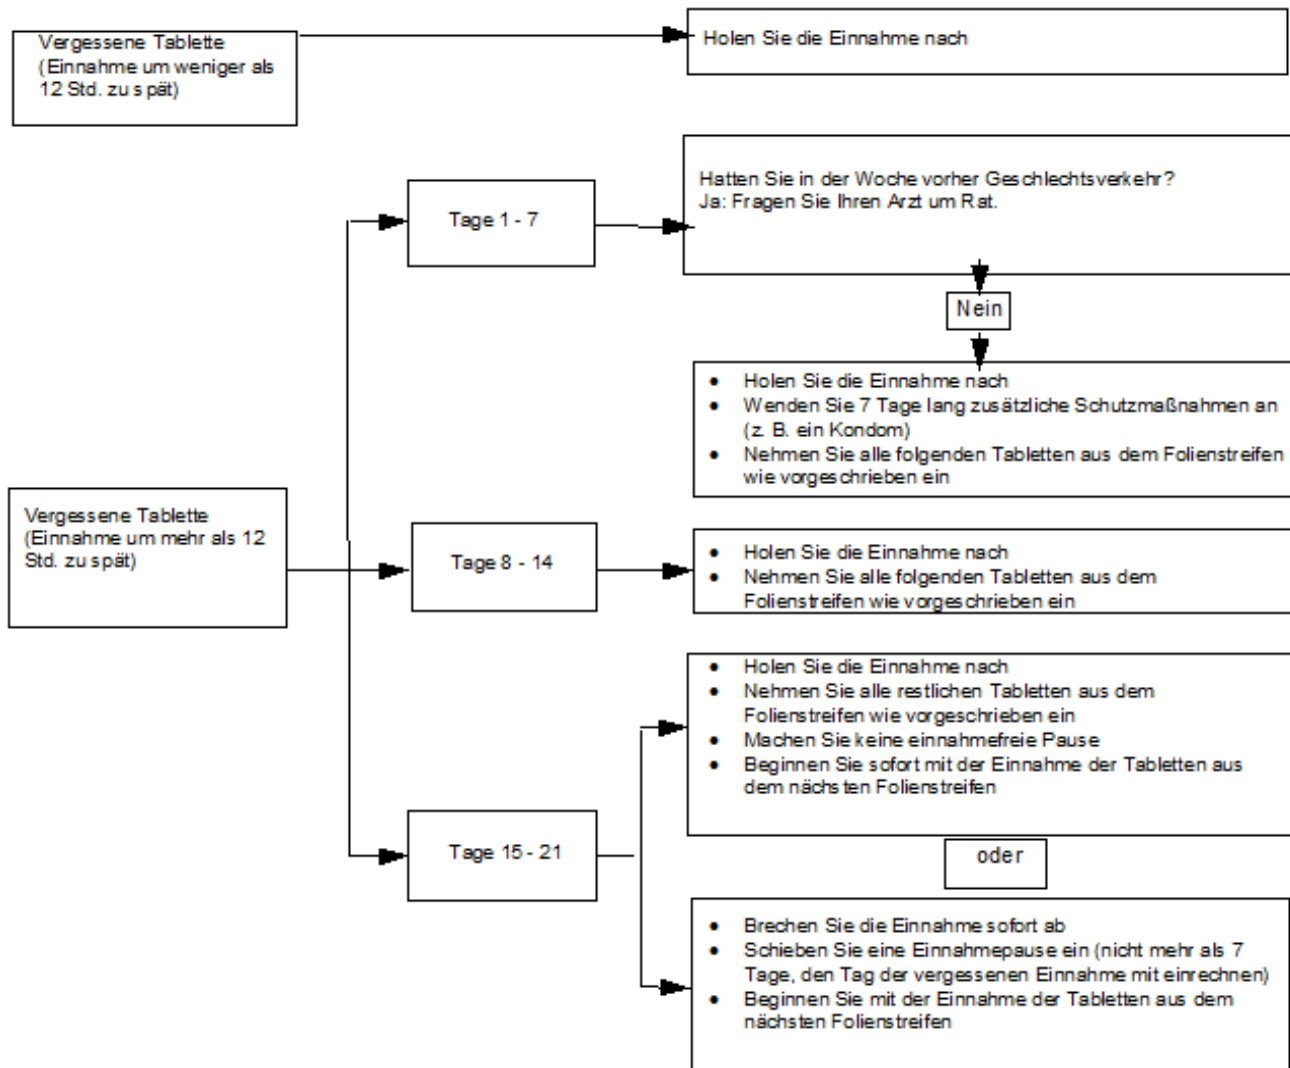 Vergessene Tablette
(Einnahme um weniger als
12 Std. zu spät)
Holen Sie die Einnahme nach
Tage 1 - 7
Hatten Sie in der Woche vorher Geschlechtsverkehr?
Ja: Fragen Sie Ihren Arzt um Rat.
Nein
• Holen Sie die Einnahme nach
• Wenden Sie 7 Tage lang zusätzliche Schutzmaßnahmen an
(z. B. ein Kondom)
• Nehmen Sie alle folgenden Tabletten aus dem Folienstreifen
wie vorgeschrieben ein
Vergessene Tablette
(Einnahme um mehr als 12
Std. zu spät)
Tage 8 - 14
• Holen Sie die Einnahme nach
• Nehmen Sie alle folgenden Tabletten aus dem
Folienstreifen wie vorgeschrieben ein
Tage 15 - 21
• Holen Sie die Einnahme nach
• Nehmen Sie alle restlichen Tabletten aus dem
Folienstreifen wie vorgeschrieben ein
• Machen Sie keine einnahmefreie Pause
• Beginnen Sie sofort mit der Einnahme der Tabletten aus
dem nächsten Folienstreifen
oder
• Brechen Sie die Einnahme sofort ab
• Schieben Sie eine Einnahmepause ein (nicht mehr als 7
Tage, den Tag der vergessenen Einnahme mit einrechnen)
• Beginnen Sie mit der Einnahme der Tabletten aus dem
nächsten Folienstreifen